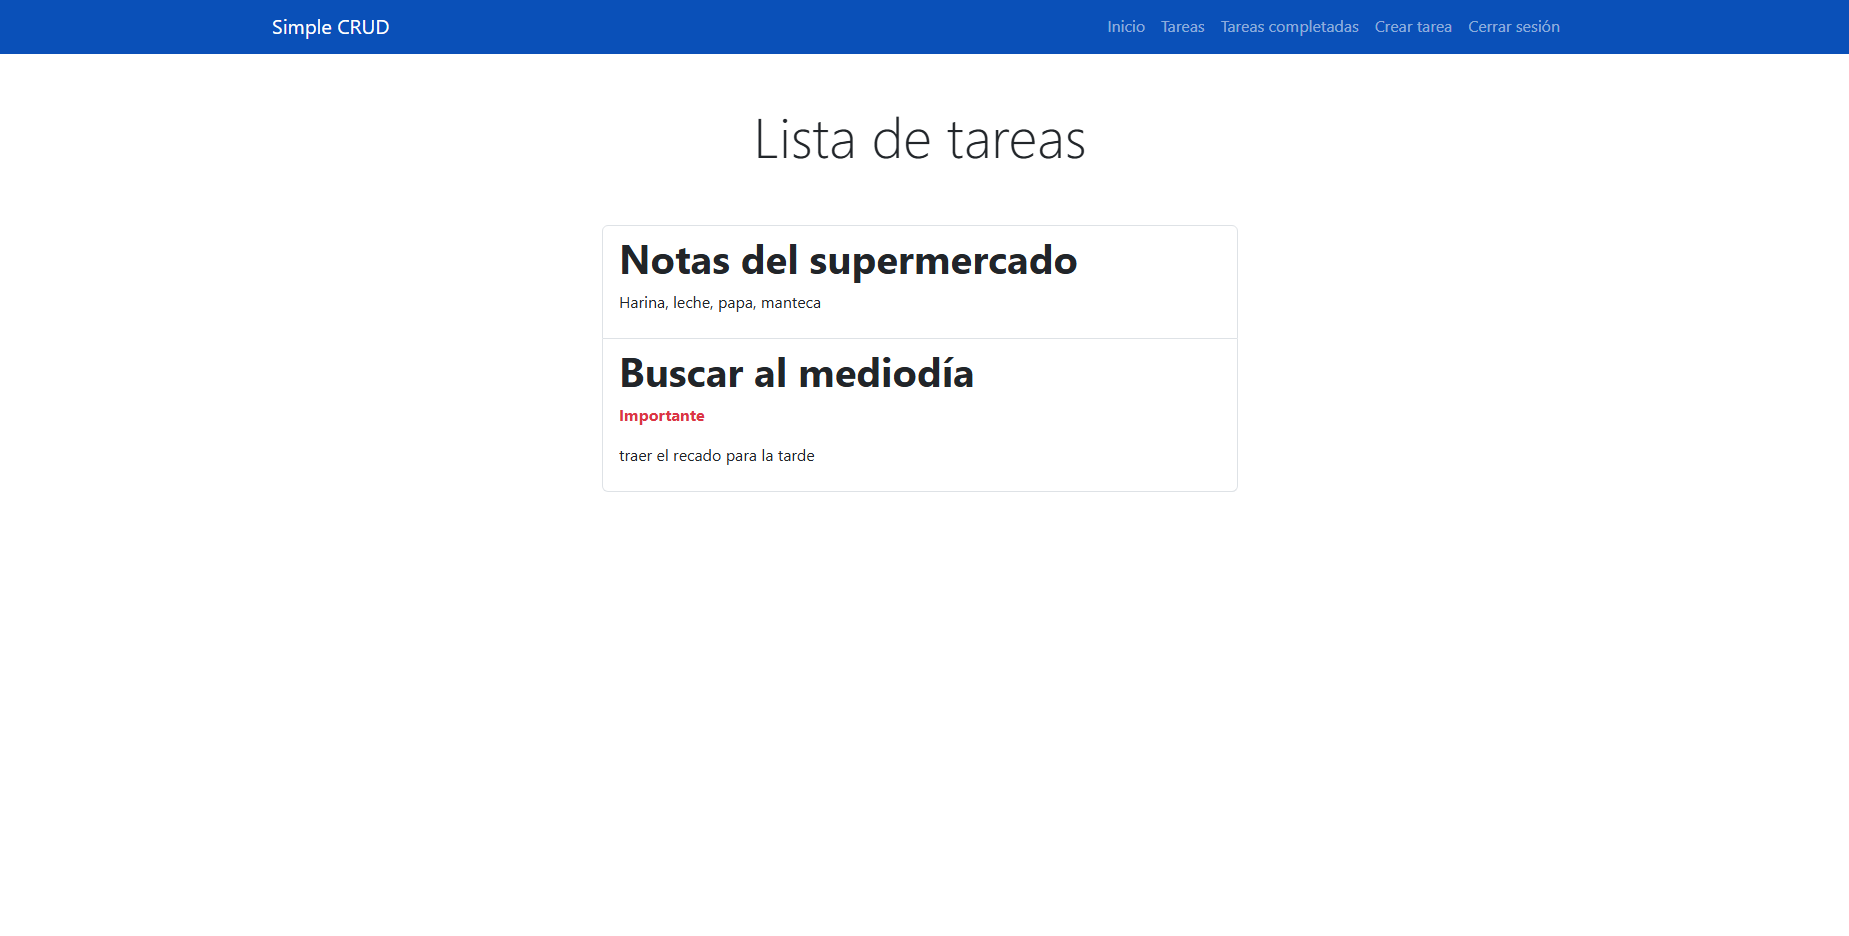 Simple CRUD
Inicio Tareas Tareas completadas Crear tarea Cerrar sesión
Lista de tareas
Notas del supermercado
Harina, leche, papa, manteca
Buscar al mediodía
Importante
traer el recado para la tarde